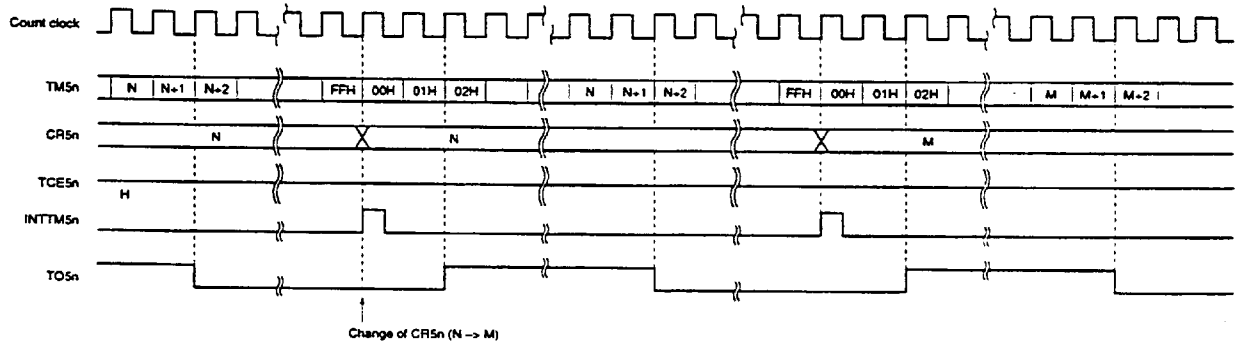 Count clock
TM5n N N+1 N+2 FFH 00H 01H 02H N N+1 N+2 FFH 00H 01H 02H M M+1 M+2
CR5n N N M
TCE5n
H
INTTM5n
TO5n
Change of CR5n (N -> M)